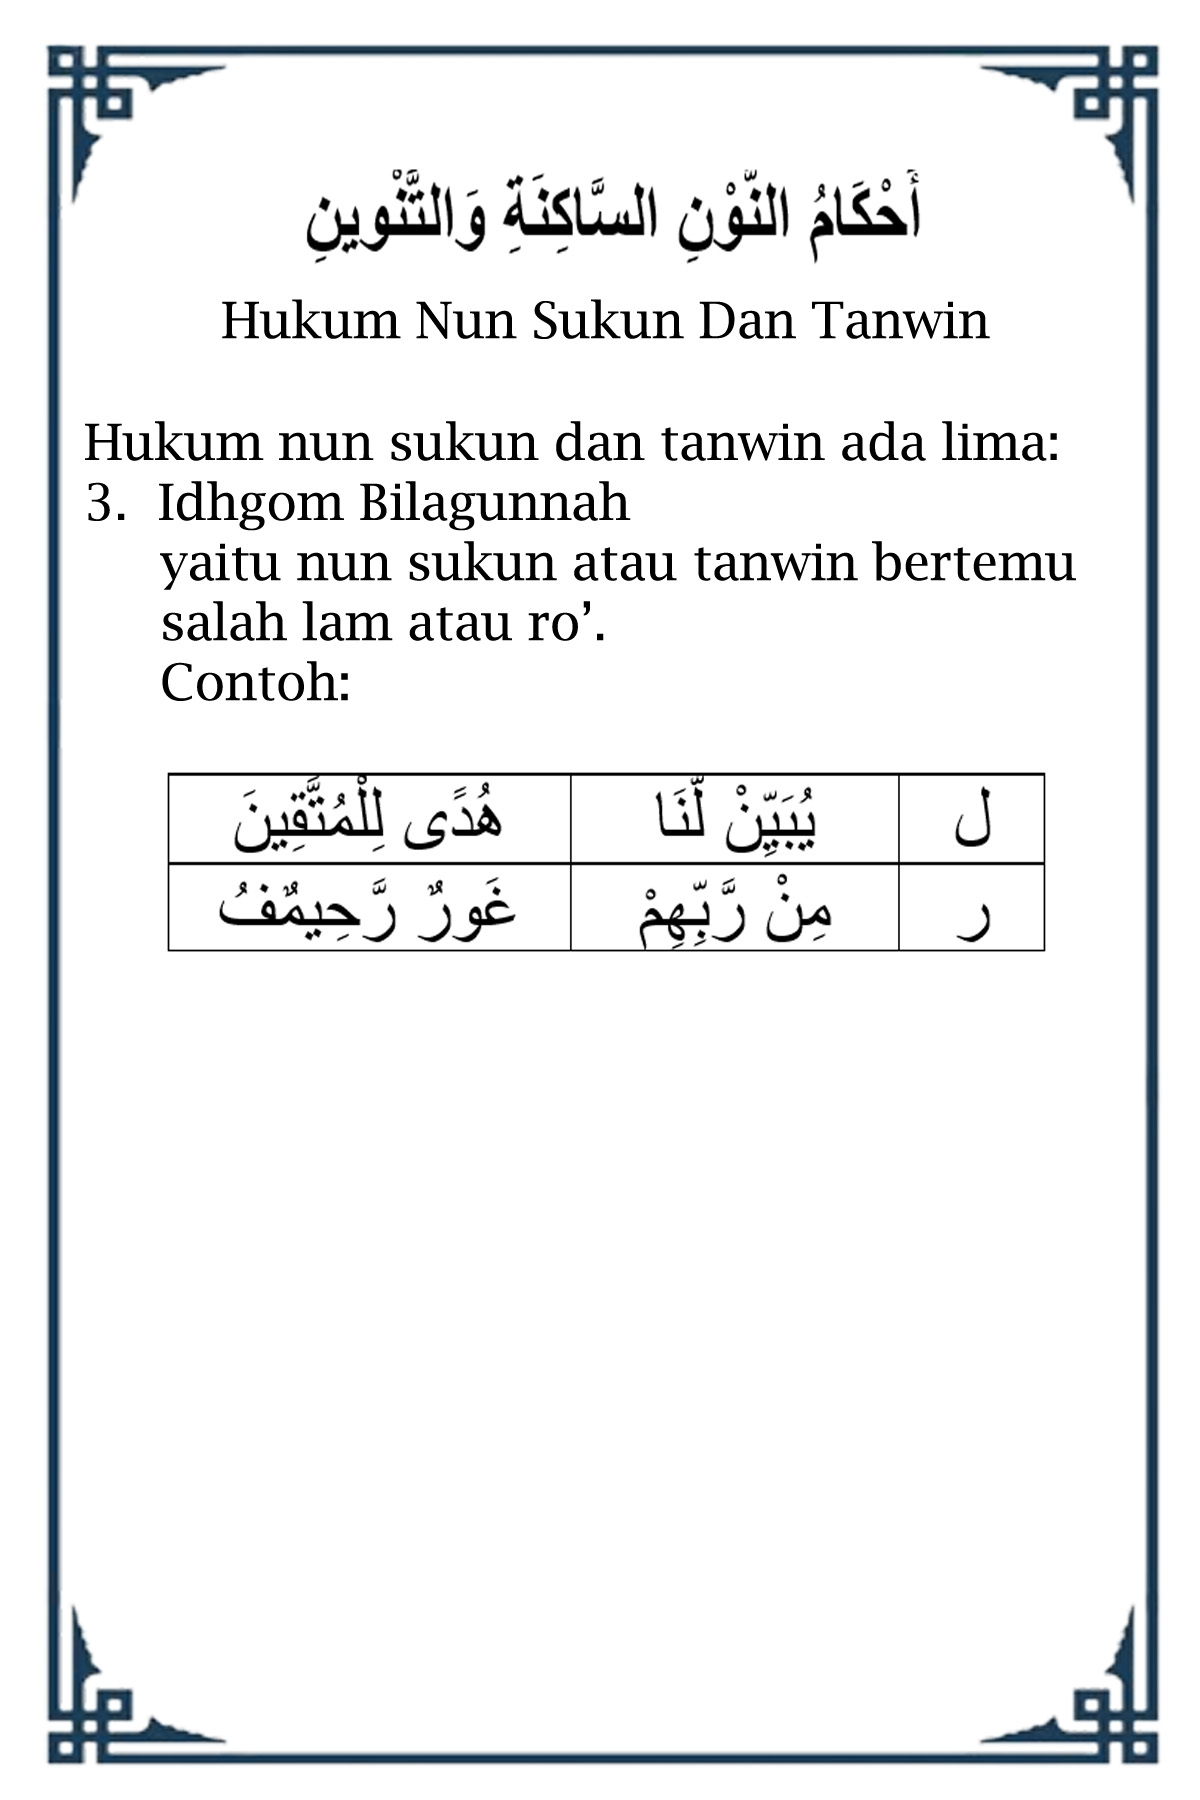 أَحْكَامُ النّوْنِ السَّاكِنَةِ وَالتَّنْوينِ
Hukum Nun Sukun Dan Tanwin
Hukum nun sukun dan tanwin ada lima:
3. Idhgom Bilagunnah
yaitu nun sukun atau tanwin bertemu
salah lam atau ro’.
Contoh:
ل يُبَيِّنْ لَّنَا هُدًى لِلْمُتَّقِينَ
ر مِنْ رَّبِّهِمْ غَورٌ رَّحِيمٌفُ